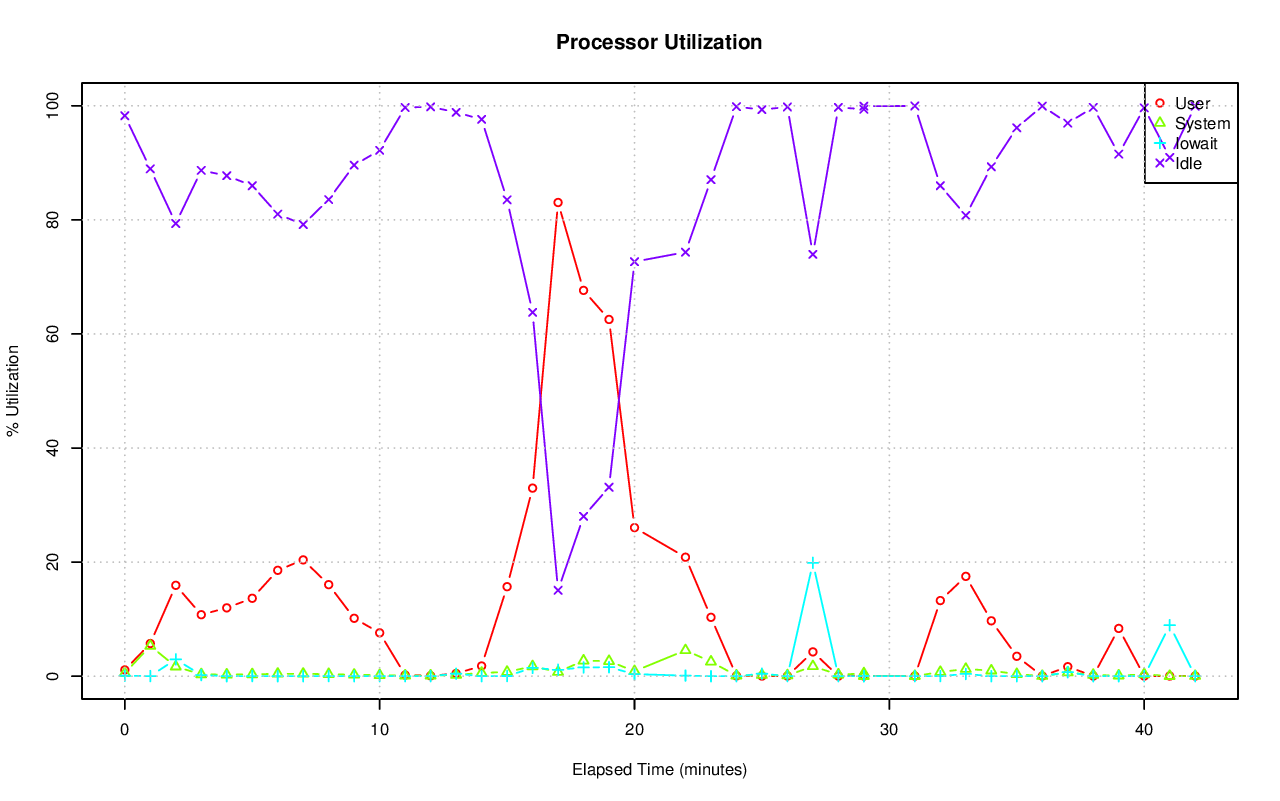 Processor Utilization
% Utilization
100
80
60
40
20
0
User
System
Iowait
Idle
0 10 20 30 40
Elapsed Time (minutes)